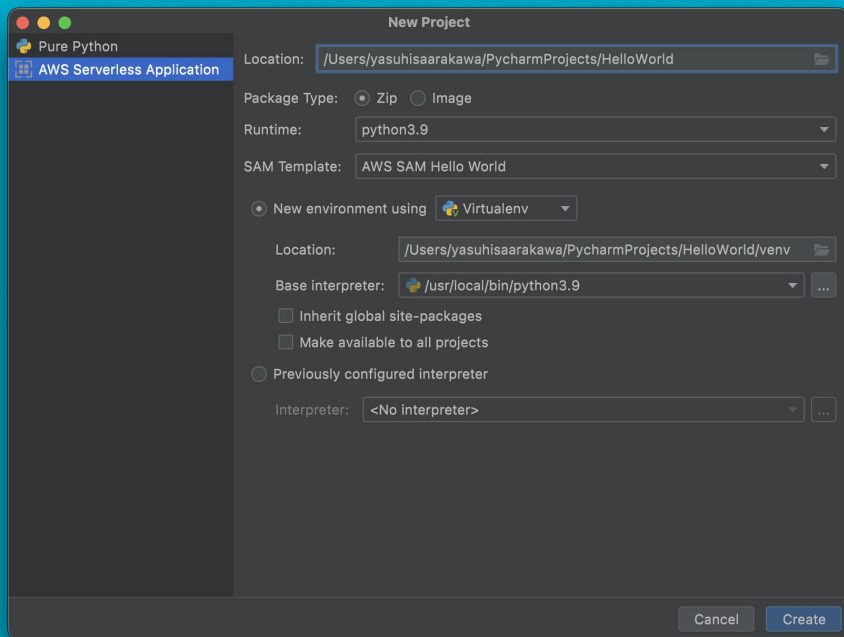 New Project
Pure Python
AWS Serverless Application
Location: /Users/yasuhisaarakawa/PycharmProjects/HelloWorld
Package Type: Zip Image
Runtime: python3.9
SAM Template: AWS SAM Hello World
New environment using Virtualenv
Location: /Users/yasuhisaarakawa/PycharmProjects/HelloWorld/venv
Base interpreter: /usr/local/bin/python3.9 ...
Inherit global site-packages
Make available to all projects
Previously configured interpreter
Interpreter: <No interpreter> ...
Cancel Create